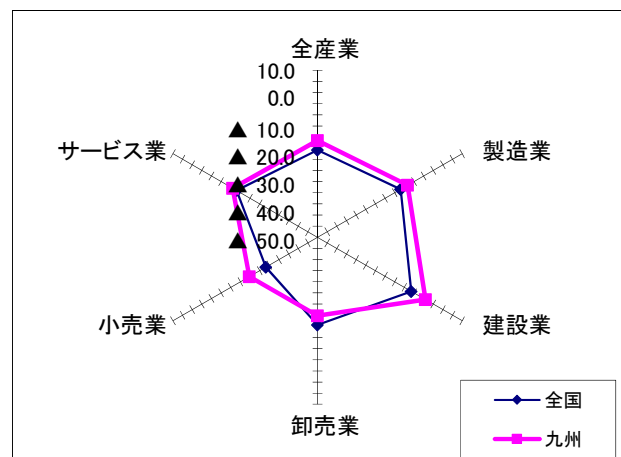 全産業
10.0
0.0
▲ 10.0
▲ 20.0
▲ 30.0
▲ 40.0
▲ 50.0
サービス業
製造業
小売業
建設業
卸売業
全国
九州